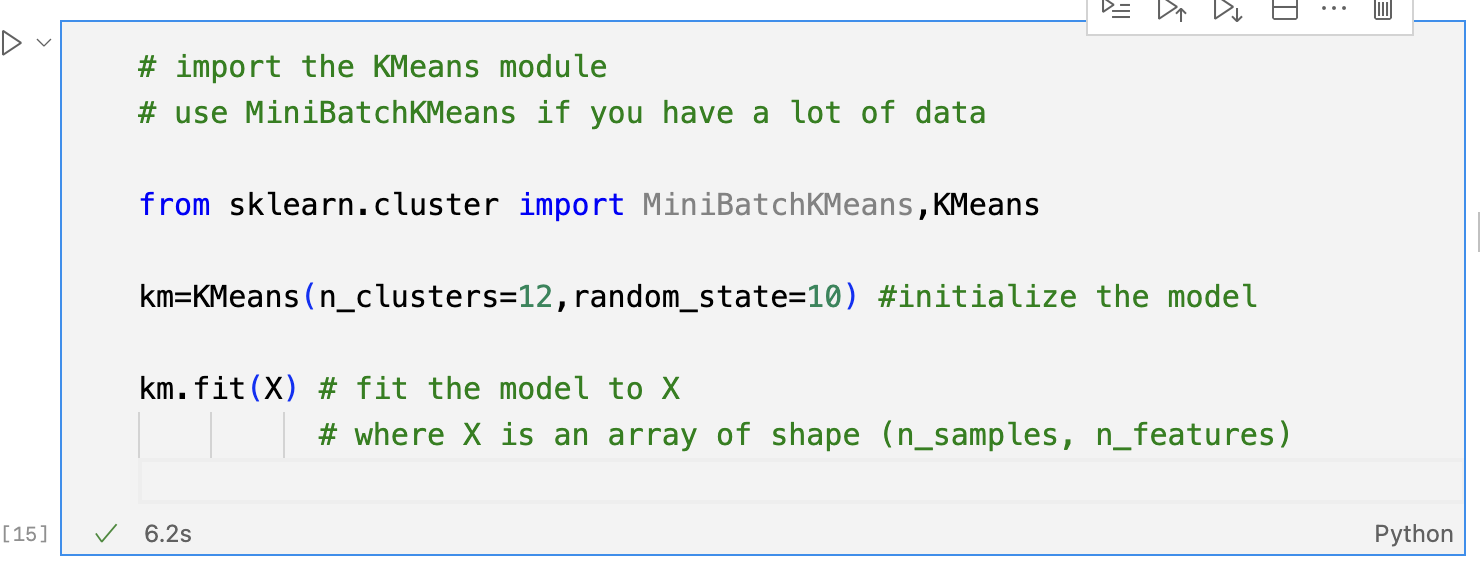 # import the KMeans module
# use MiniBatchKMeans if you have a lot of data
from sklearn.cluster import MiniBatchKMeans,KMeans
km=KMeans(n_clusters=12,random_state=10) #initialize the model
km.fit(X) # fit the model to X
# where X is an array of shape (n_samples, n_features)
[15] 6.2s Python